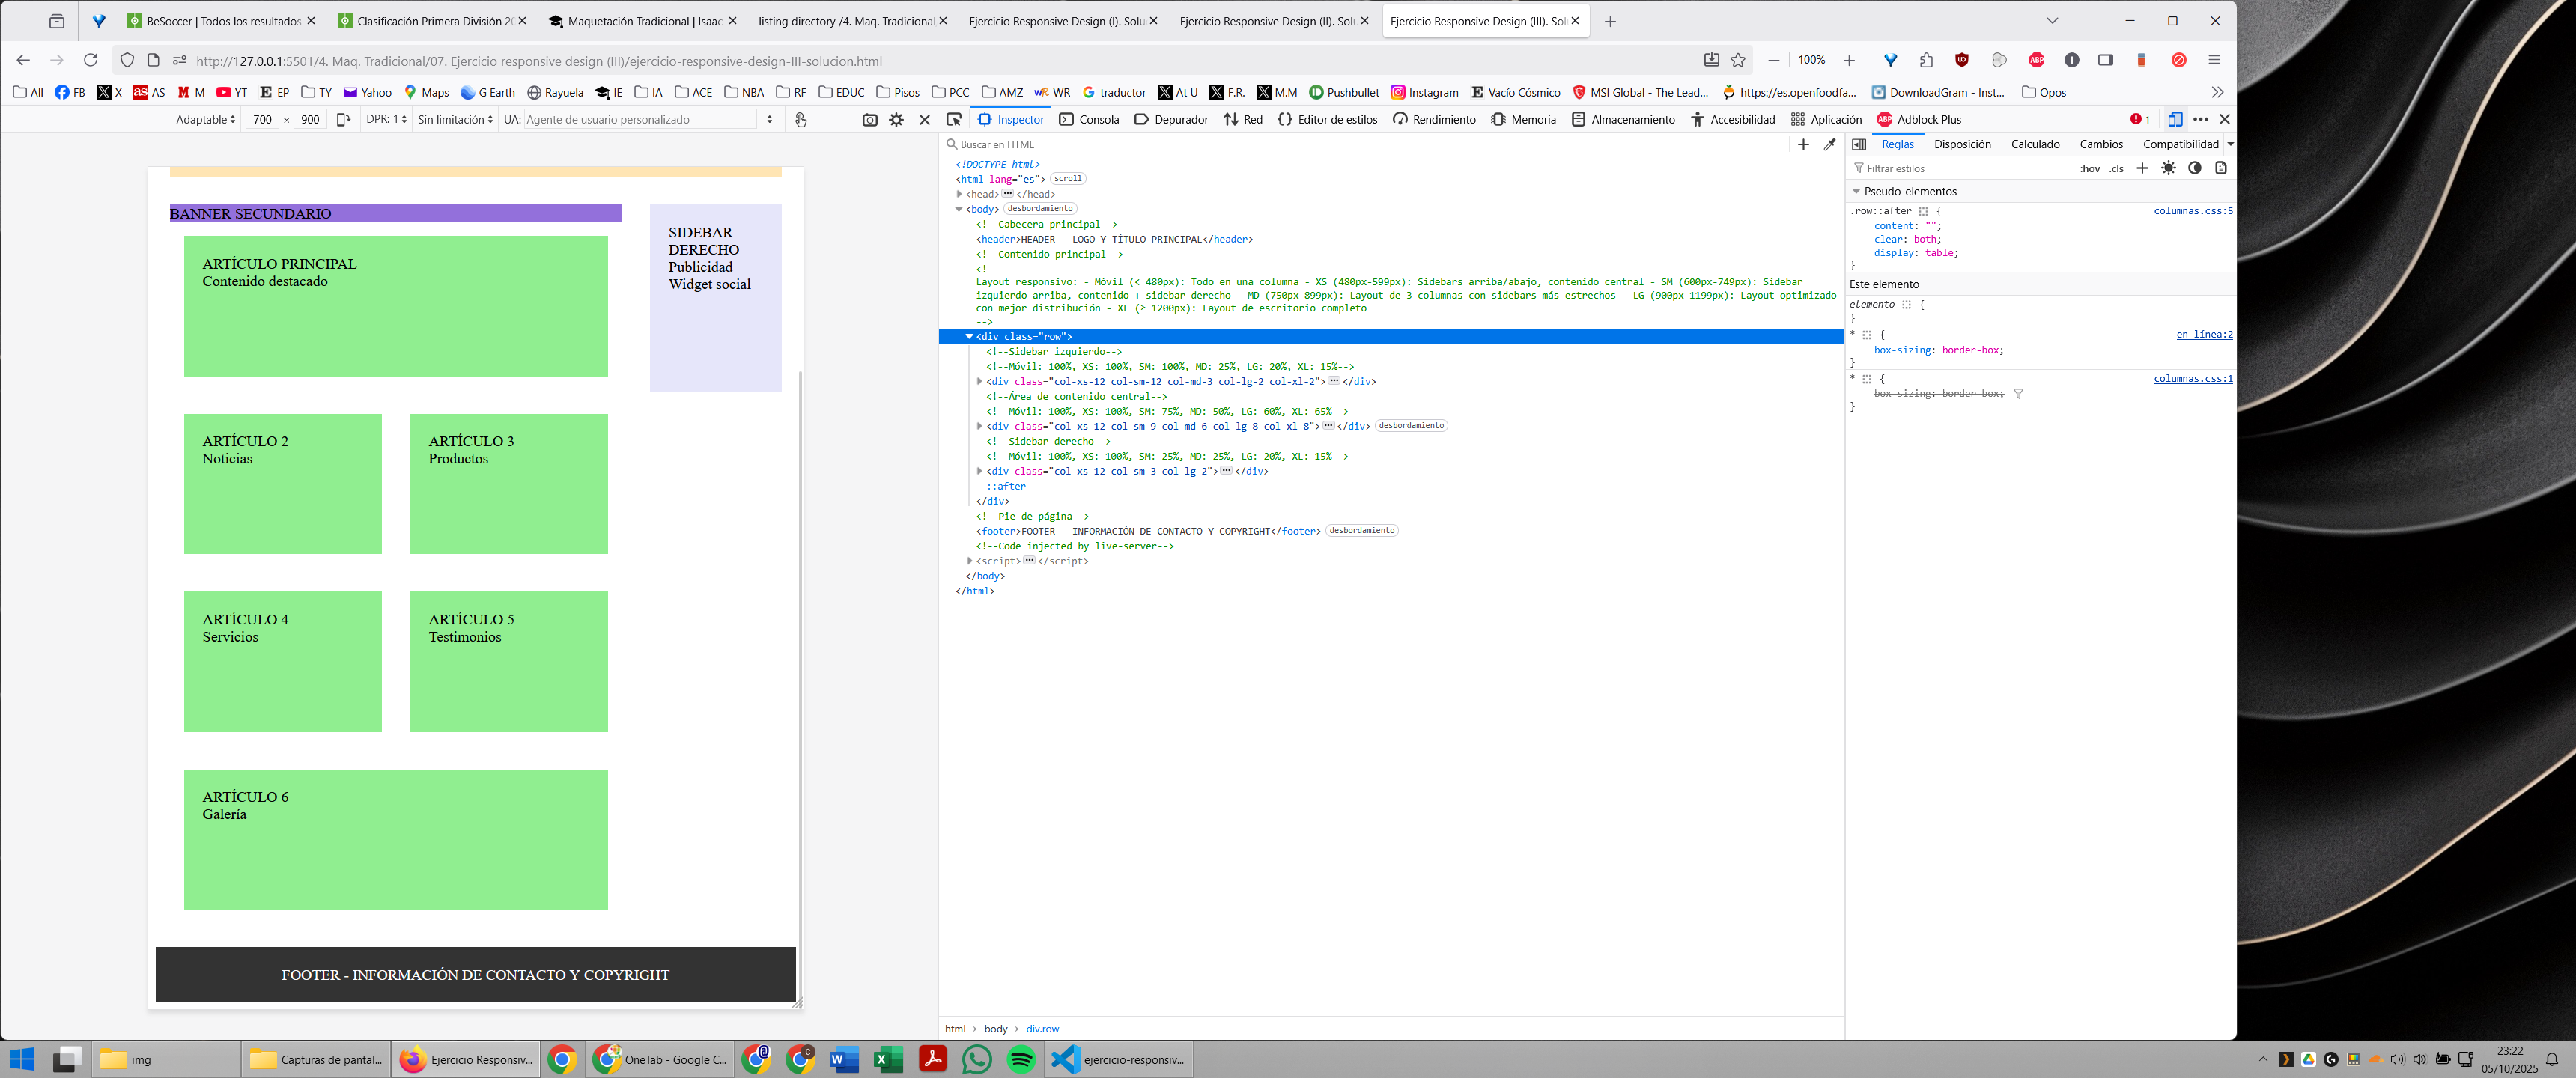 BeSoccer | Todos los resultados
Clasificación Primera División 20
Maquetación Tradicional | Isaac
listing directory /4. Maq. Tradicional
Ejercicio Responsive Design (I). Solu
Ejercicio Responsive Design (II). Solu
Ejercicio Responsive Design (III). Sol
http://127.0.0.1:5501/4. Maq. Tradicional/07. Ejercicio responsive design (III)/ejercicio-responsive-design-III-solucion.html
100%
All FB X AS M YT EP TY Yahoo Maps G Earth Rayuela IE IA ACE NBA RF EDUC Pisos PCC AMZ WR traductor At U F.R. M.M Pushbullet Instagram Vacío Cósmico MSI Global - The Lead... https://es.openfoodfa... DownloadGram - Inst... Opos
Adaptable 700 × 900 DPR: 1 Sin limitación UA: Agente de usuario personalizado
Inspector Consola Depurador Red Editor de estilos Rendimiento Memoria Almacenamiento Accesibilidad Aplicación Adblock Plus 1
BANNER SECUNDARIO
ARTÍCULO PRINCIPAL
Contenido destacado
SIDEBAR
DERECHO
Publicidad
Widget social
ARTÍCULO 2
Noticias
ARTÍCULO 3
Productos
ARTÍCULO 4
Servicios
ARTÍCULO 5
Testimonios
ARTÍCULO 6
Galería
FOOTER - INFORMACIÓN DE CONTACTO Y COPYRIGHT
Buscar en HTML
<!DOCTYPE html>
<html lang="es"> scroll
<head> ••• </head>
<body> desbordamiento
<!--Cabecera principal-->
<header>HEADER - LOGO Y TÍTULO PRINCIPAL</header>
<!--Contenido principal-->
<!--
Layout responsivo: - Móvil (< 480px): Todo en una columna - XS (480px-599px): Sidebars arriba/abajo, contenido central - SM (600px-749px): Sidebar
izquierdo arriba, contenido + sidebar derecho - MD (750px-899px): Layout de 3 columnas con sidebars más estrechos - LG (900px-1199px): Layout optimizado
con mejor distribución - XL (≥ 1200px): Layout de escritorio completo
-->
<div class="row">
<!--Sidebar izquierdo-->
<!--Móvil: 100%, XS: 100%, SM: 100%, MD: 25%, LG: 20%, XL: 15%-->
<div class="col-xs-12 col-sm-12 col-md-3 col-lg-2 col-xl-2"> ••• </div>
<!--Área de contenido central-->
<!--Móvil: 100%, XS: 100%, SM: 75%, MD: 50%, LG: 60%, XL: 65%-->
<div class="col-xs-12 col-sm-9 col-md-6 col-lg-8 col-xl-8"> ••• </div> desbordamiento
<!--Sidebar derecho-->
<!--Móvil: 100%, XS: 100%, SM: 25%, MD: 25%, LG: 20%, XL: 15%-->
<div class="col-xs-12 col-sm-3 col-lg-2"> ••• </div>
::after
</div>
<!--Pie de página-->
<footer>FOOTER - INFORMACIÓN DE CONTACTO Y COPYRIGHT</footer> desbordamiento
<!--Code injected by live-server-->
<script> ••• </script>
</body>
</html>
html › body › div.row
Reglas Disposición Calculado Cambios Compatibilidad
Filtrar estilos :hov .cls
Pseudo-elementos
.row::after { columnas.css:5
content: "";
clear: both;
display: table;
}
Este elemento
elemento {
}
* { en línea:2
box-sizing: border-box;
}
* { columnas.css:1
box-sizing: border-box;
}
img
Capturas de pantal...
Ejercicio Responsiv...
OneTab - Google C...
ejercicio-responsiv...
23:22
05/10/2025